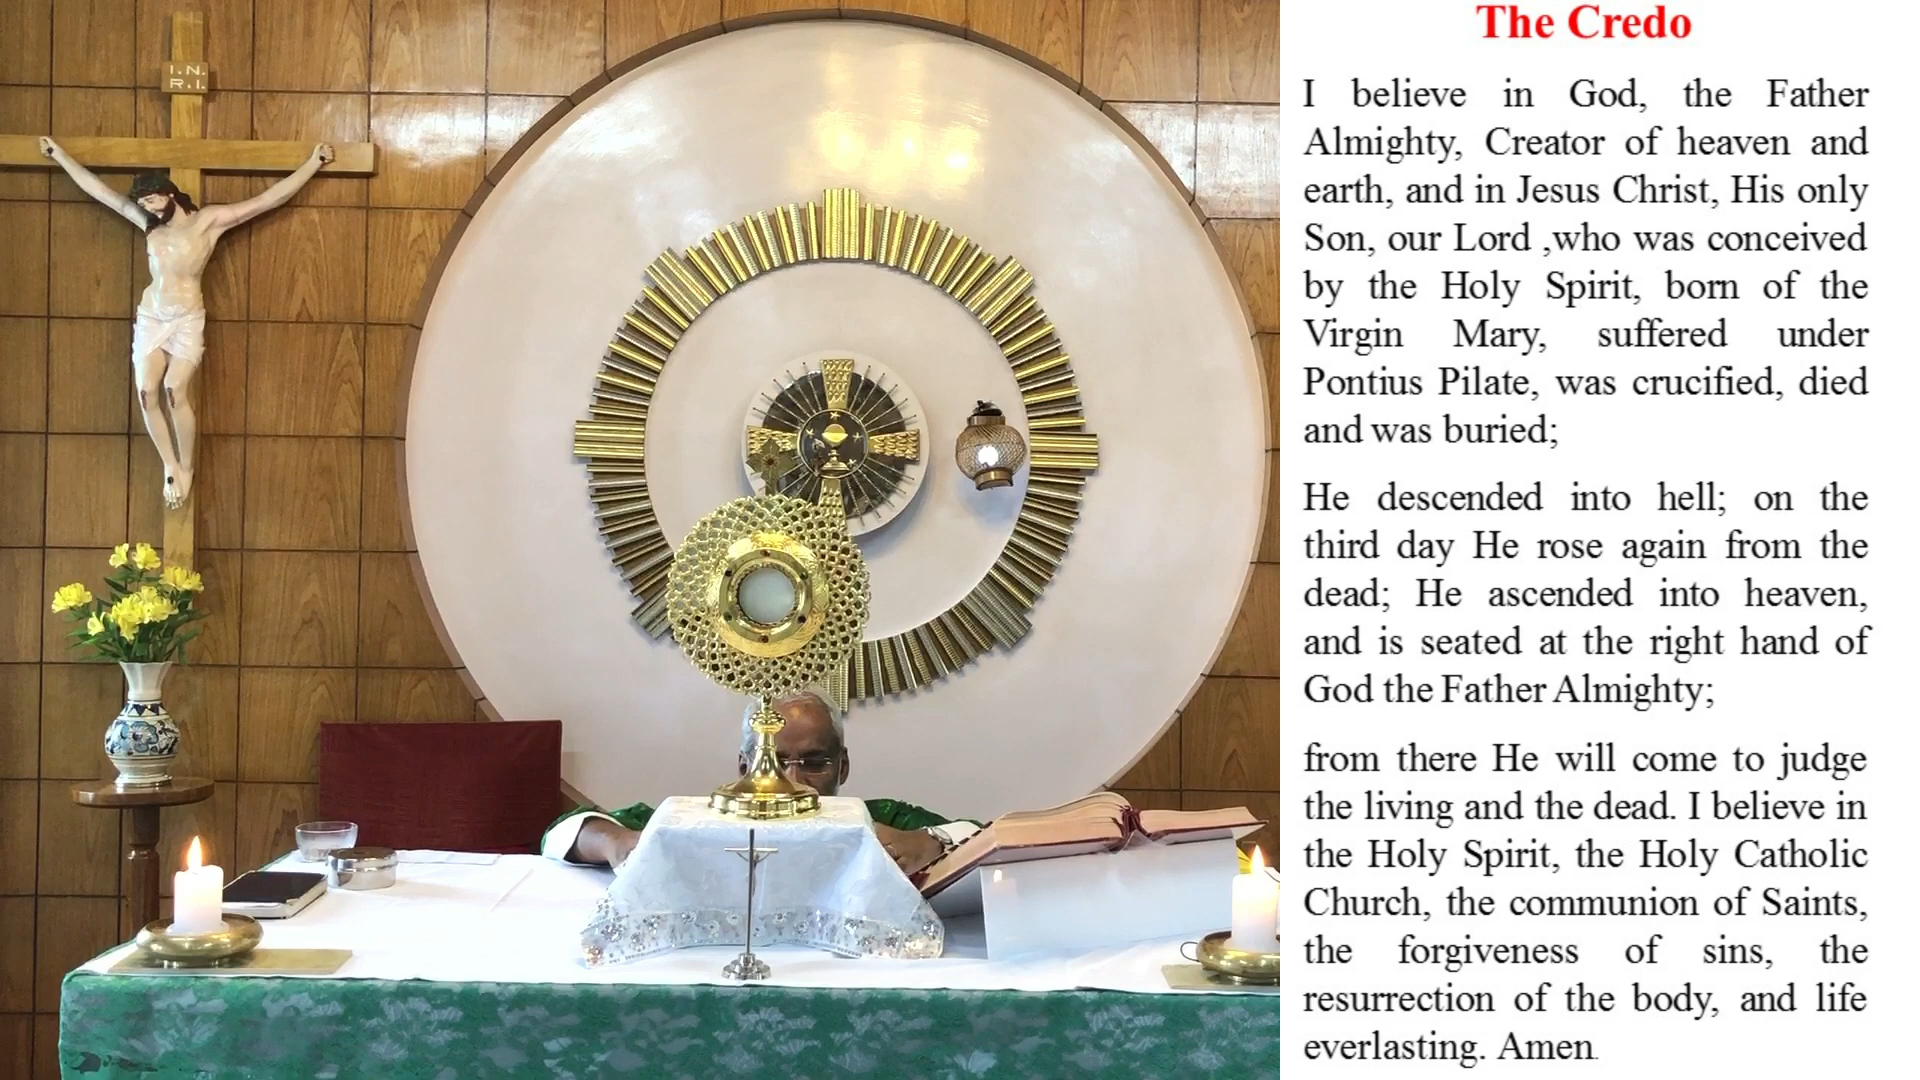 I.N.
R.I.
The Credo
I believe in God, the Father
Almighty, Creator of heaven and
earth, and in Jesus Christ, His only
Son, our Lord ,who was conceived
by the Holy Spirit, born of the
Virgin Mary, suffered under
Pontius Pilate, was crucified, died
and was buried;
He descended into hell; on the
third day He rose again from the
dead; He ascended into heaven,
and is seated at the right hand of
God the Father Almighty;
from there He will come to judge
the living and the dead. I believe in
the Holy Spirit, the Holy Catholic
Church, the communion of Saints,
the forgiveness of sins, the
resurrection of the body, and life
everlasting. Amen.